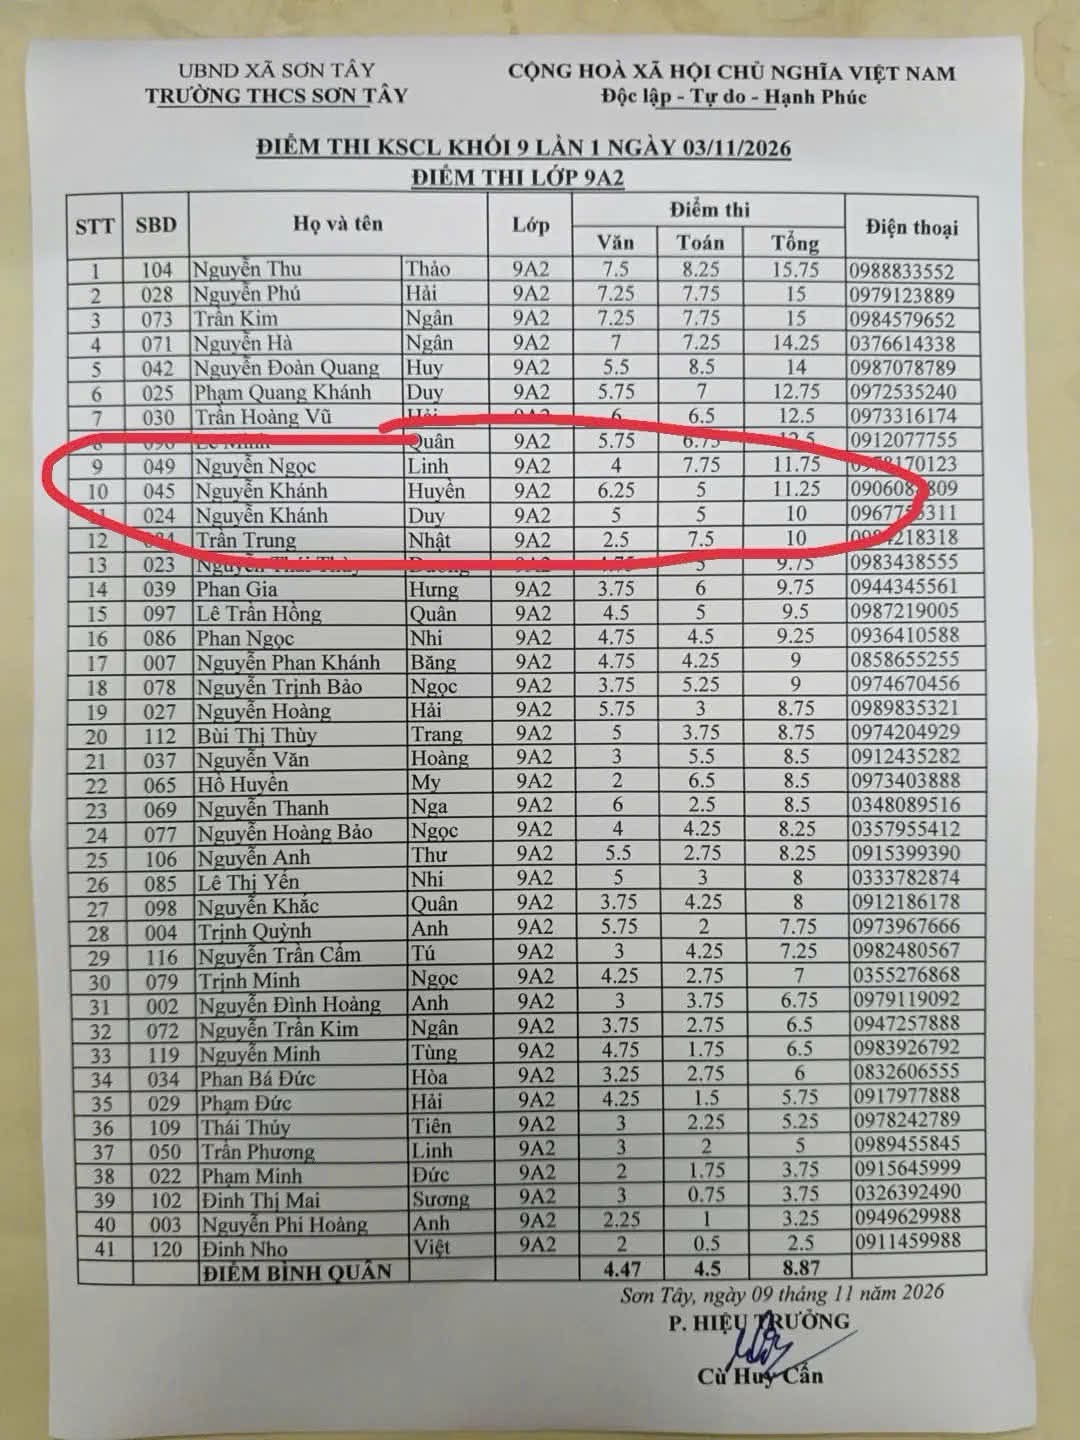 UBND XÃ SƠN TÂY
TRƯỜNG THCS SƠN TÂY
CỘNG HOÀ XÃ HỘI CHỦ NGHĨA VIỆT NAM
Độc lập - Tự do - Hạnh Phúc
ĐIỂM THI KSCL KHỐI 9 LẦN 1 NGÀY 03/11/2026
ĐIỂM THI LỚP 9A2
STT SBD Họ và tên Lớp Điểm thi Điện thoại
Văn Toán Tổng
1 104 Nguyễn Thu Thảo 9A2 7.5 8.25 15.75 0988833552
2 028 Nguyễn Phú Hải 9A2 7.25 7.75 15 0979123889
3 073 Trần Kim Ngân 9A2 7.25 7.75 15 0984579652
4 071 Nguyễn Hà Ngân 9A2 7 7.25 14.25 0376614338
5 042 Nguyễn Đoàn Quang Huy 9A2 5.5 8.5 14 0987078789
6 025 Phạm Quang Khánh Duy 9A2 5.75 7 12.75 0972535240
7 030 Trần Hoàng Vũ Hải 9A2 6 6.5 12.5 0973316174
8 Lê Minh Quân 9A2 5.75 6.75 12.5 0912077755
9 049 Nguyễn Ngọc Linh 9A2 4 7.75 11.75 0978170123
10 045 Nguyễn Khánh Huyền 9A2 6.25 5 11.25
11 024 Nguyễn Khánh Duy 9A2 5 5 10
12 Trần Trung Nhật 9A2 2.5 7.5 10
13 023 Nguyễn Thái Thùy Dương 9A2 4.75 5 9.75 0983438555
14 039 Phan Gia Hưng 9A2 3.75 6 9.75 0944345561
15 097 Lê Trần Hồng Quân 9A2 4.5 5 9.5 0987219005
16 086 Phan Ngọc Nhi 9A2 4.75 4.5 9.25 0936410588
17 007 Nguyễn Phan Khánh Băng 9A2 4.75 4.25 9 0858655255
18 078 Nguyễn Trịnh Bảo Ngọc 9A2 3.75 5.25 9 0974670456
19 027 Nguyễn Hoàng Hải 9A2 5.75 3 8.75 0989835321
20 112 Bùi Thị Thùy Trang 9A2 5 3.75 8.75 0974204929
21 037 Nguyễn Văn Hoàng 9A2 3 5.5 8.5 0912435282
22 065 Hồ Huyền My 9A2 2 6.5 8.5 0973403888
23 069 Nguyễn Thanh Nga 9A2 6 2.5 8.5 0348089516
24 077 Nguyễn Hoàng Bảo Ngọc 9A2 4 4.25 8.25 0357955412
25 106 Nguyễn Anh Thư 9A2 5.5 2.75 8.25 0915399390
26 085 Lê Thị Yến Nhi 9A2 5 3 8 0333782874
27 098 Nguyễn Khắc Quân 9A2 3.75 4.25 8 0912186178
28 004 Trịnh Quỳnh Anh 9A2 5.75 2 7.75 0973967666
29 116 Nguyễn Trần Cẩm Tú 9A2 3 4.25 7.25 0982480567
30 079 Trịnh Minh Ngọc 9A2 4.25 2.75 7 0355276868
31 002 Nguyễn Đình Hoàng Anh 9A2 3 3.75 6.75 0979119092
32 072 Nguyễn Trần Kim Ngân 9A2 3.75 2.75 6.5 0947257888
33 119 Nguyễn Minh Tùng 9A2 4.75 1.75 6.5 0983926792
34 034 Phan Bá Đức Hòa 9A2 3.25 2.75 6 0832606555
35 029 Phạm Đức Hải 9A2 4.25 1.5 5.75 0917977888
36 109 Thái Thủy Tiên 9A2 3 2.25 5.25 0978242789
37 050 Trần Phương Linh 9A2 3 2 5 0989455845
38 022 Phạm Minh Đức 9A2 2 1.75 3.75 0915645999
39 102 Đinh Thị Mai Sương 9A2 3 0.75 3.75 0326392490
40 003 Nguyễn Phi Hoàng Anh 9A2 2.25 1 3.25 0949629988
41 120 Đinh Nho Việt 9A2 2 0.5 2.5 0911459988
ĐIỂM BÌNH QUÂN 4.47 4.5 8.87
Sơn Tây, ngày 09 tháng 11 năm 2026
P. HIỆU TRƯỞNG
Cù Huy Cần